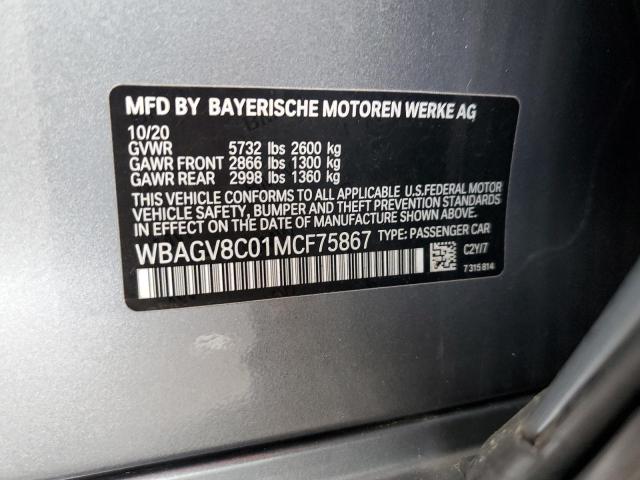 MFD BY BAYERISCHE MOTOREN WERKE AG
10/20
GVWR 5732 lbs 2600 kg
GAWR FRONT 2866 lbs 1300 kg
GAWR REAR 2998 lbs 1360 kg
THIS VEHICLE CONFORMS TO ALL APPLICABLE U.S.FEDERAL MOTOR
VEHICLE SAFETY, BUMPER AND THEFT PREVENTION STANDARDS
IN EFFECT ON THE DATE OF MANUFACTURE SHOWN ABOVE.
WBAGV8C01MCF75867 TYPE: PASSENGER CAR
C2Y/7
7315814